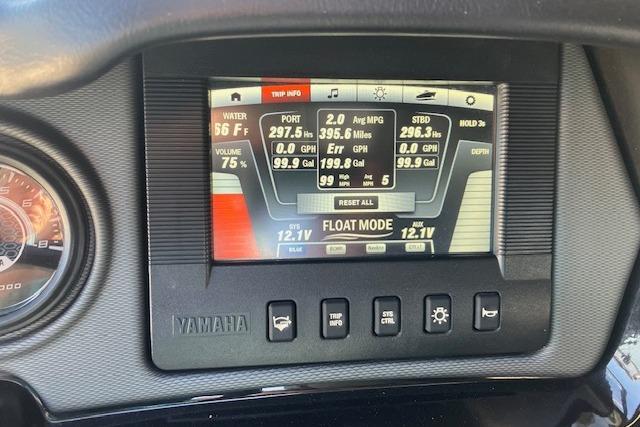 TRIP INFO
WATER
66 F F
VOLUME
75 %
PORT
297.5 Hrs
0.0 GPH
99.9 Gal
2.0 Avg MPG
395.6 Miles
Err GPH
199.8 Gal
99 High MPH Avg MPH 5
STBD
296.3 Hrs
0.0 GPH
99.9 Gal
HOLD 3s
DEPTH
RESET ALL
FLOAT MODE
SYS
12.1V
AUX
12.1V
YAMAHA
TRIP INFO
SYS CTRL
8